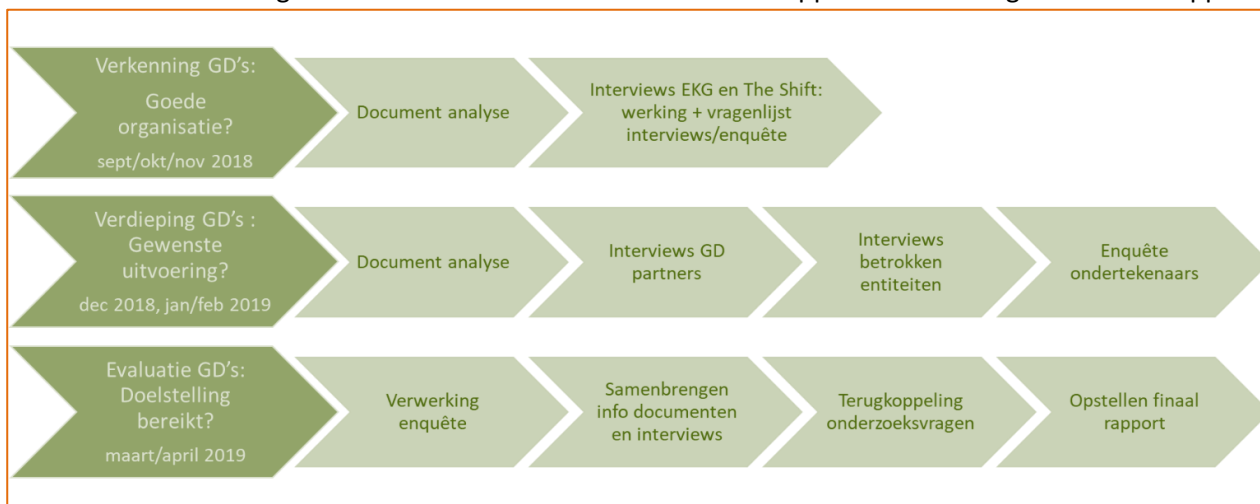 Verkenning GD's:
Goede
organisatie?
sept/okt/nov 2018
Document analyse
Interviews EKG en The Shift:
werking + vragenlijst
interviews/enquête
Verdieping GD's :
Gewenste
uitvoering?
dec 2018, jan/feb 2019
Document analyse
Interviews GD
partners
Interviews
betrokken
entiteiten
Enquête
ondertekenaars
Evaluatie GD's:
Doelstelling
bereikt?
maart/april 2019
Verwerking
enquête
Samenbrengen
info documenten
en interviews
Terugkoppeling
onderzoeksvragen
Opstellen finaal
rapport